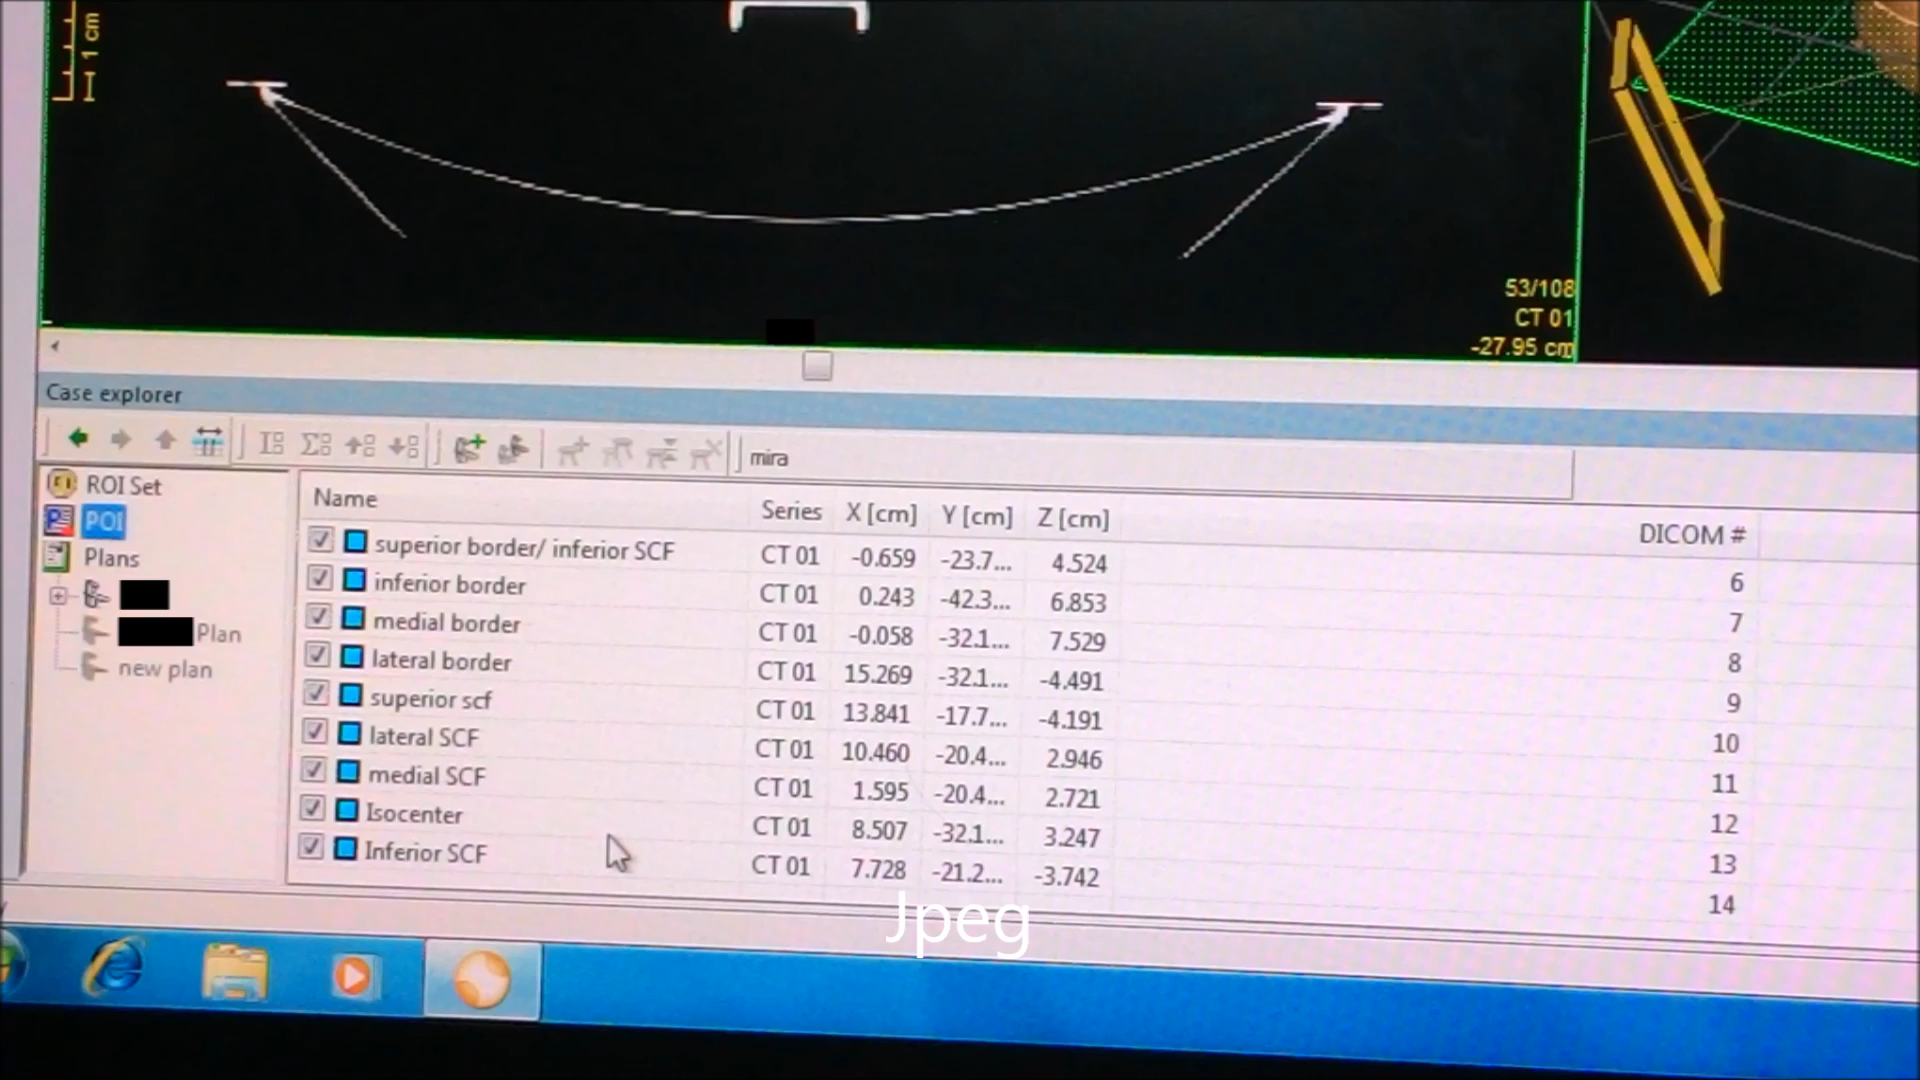 1 cm
53/108
CT 01
-27.95 cm
Case explorer
mira
ROI Set
POI
Plans
Plan
new plan
Name Series X [cm] Y [cm] Z [cm] DICOM #
superior border/ inferior SCF CT 01 -0.659 -23.7... 4.524 6
inferior border CT 01 0.243 -42.3... 6.853 7
medial border CT 01 -0.058 -32.1... 7.529 8
lateral border CT 01 15.269 -32.1... -4.491 9
superior scf CT 01 13.841 -17.7... -4.191 10
lateral SCF CT 01 10.460 -20.4... 2.946 11
medial SCF CT 01 1.595 -20.4... 2.721 12
Isocenter CT 01 8.507 -32.1... 3.247 13
Inferior SCF CT 01 7.728 -21.2... -3.742 14
Jpeg